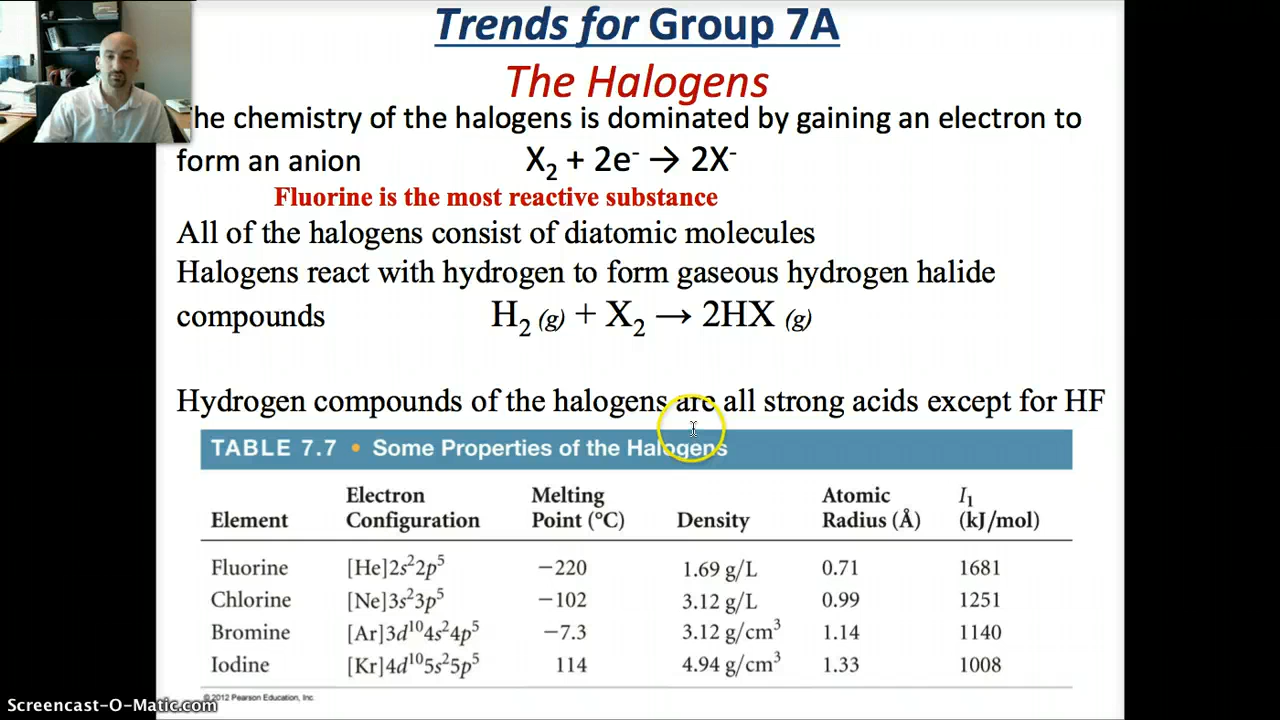 Trends for Group 7A
The Halogens
he chemistry of the halogens is dominated by gaining an electron to
form an anion X₂ + 2e⁻ → 2X⁻
Fluorine is the most reactive substance
All of the halogens consist of diatomic molecules
Halogens react with hydrogen to form gaseous hydrogen halide
compounds H₂ (g) + X₂ → 2HX (g)
Hydrogen compounds of the halogens are all strong acids except for HF
TABLE 7.7 • Some Properties of the Halogens
Electron Melting Atomic I₁
Element Configuration Point (°C) Density Radius (Å) (kJ/mol)
Fluorine [He]2s²2p⁵ −220 1.69 g/L 0.71 1681
Chlorine [Ne]3s²3p⁵ −102 3.12 g/L 0.99 1251
Bromine [Ar]3d¹⁰4s²4p⁵ −7.3 3.12 g/cm³ 1.14 1140
Iodine [Kr]4d¹⁰5s²5p⁵ 114 4.94 g/cm³ 1.33 1008
© 2012 Pearson Education, Inc
Screencast-O-Matic.com